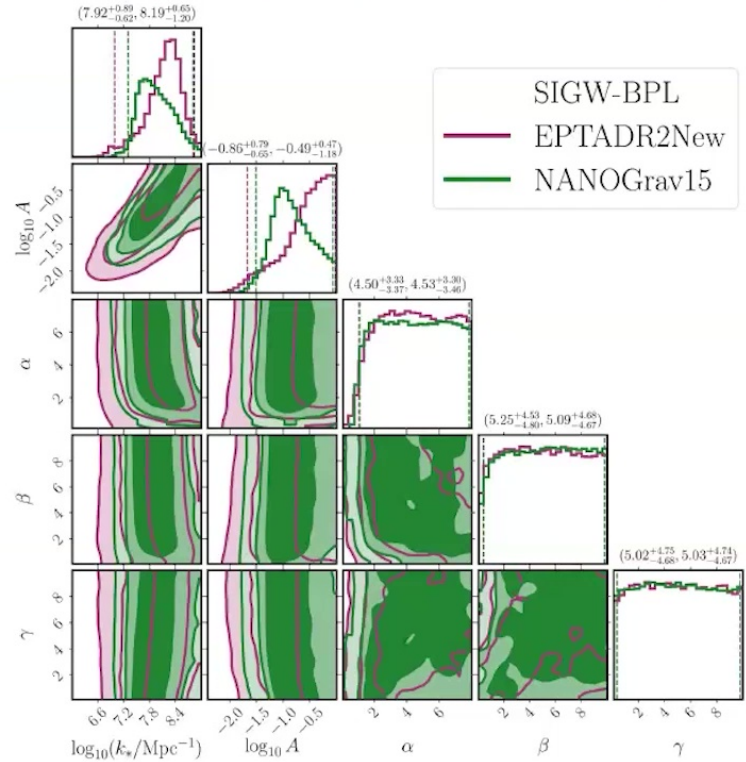 (7.92^{+0.89}_{-0.62}, 8.19^{+0.65}_{-1.20})
SIGW-BPL
EPTADR2New
NANOGrav15
(−0.86^{+0.79}_{-0.65}, −0.49^{+0.47}_{-1.18})
log₁₀ A
−0.5
−1.0
−1.5
−2.0
(4.50^{+3.33}_{-3.37}, 4.53^{+3.30}_{-3.46})
α
6
4
2
(5.25^{+4.53}_{-4.80}, 5.09^{+4.68}_{-4.67})
β
8
6
4
2
(5.02^{+4.75}_{-4.68}, 5.03^{+4.74}_{-4.67})
γ
8
6
4
2
6.6 7.2 7.8 8.4 −2.0 −1.5 −1.0 −0.5 2 4 6 2 4 6 8 2 4 6 8
log₁₀(k∗/Mpc⁻¹) log₁₀ A α β γ